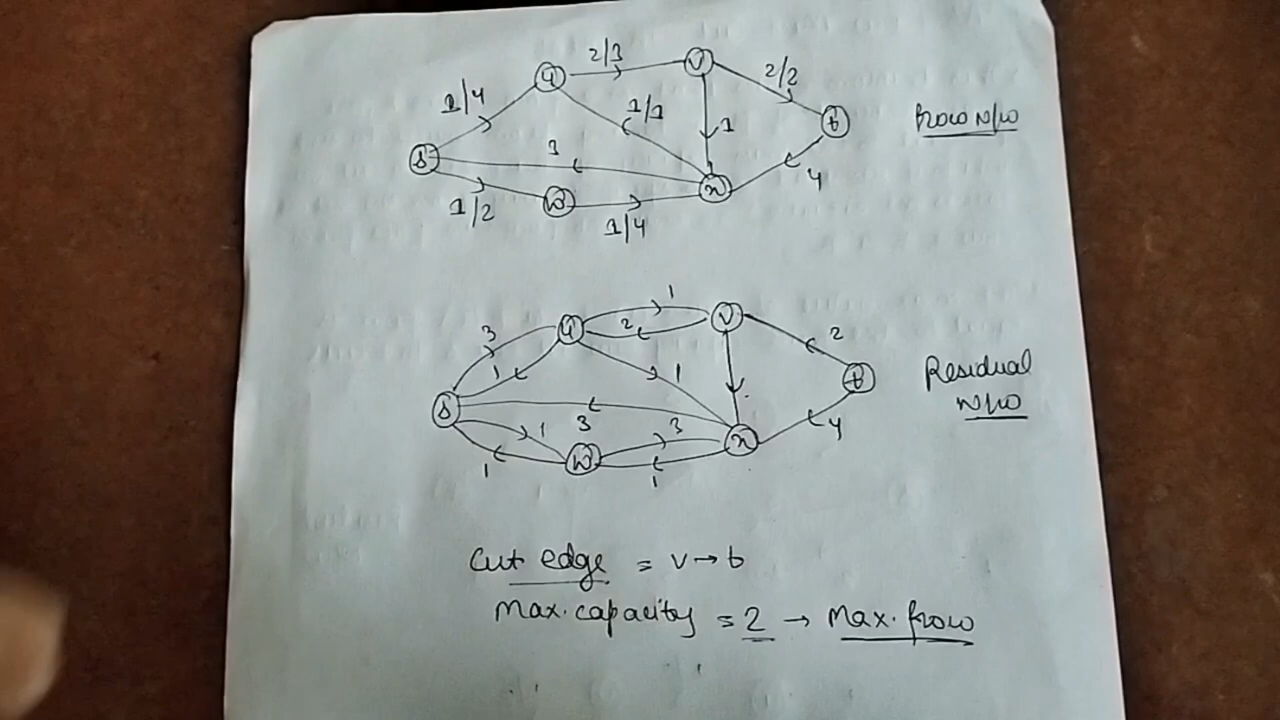 2/3
V
2/2
u
1/4
1/1
1
t
Flow N/w
s
3
4
1/2
w
x
1/4
1
u
2
V
2
3
1
1
t
Residual
N/w
s
1
3
3
4
w
x
1
1
Cut edge = v→t
Max. capacity = 2 → Max. flow